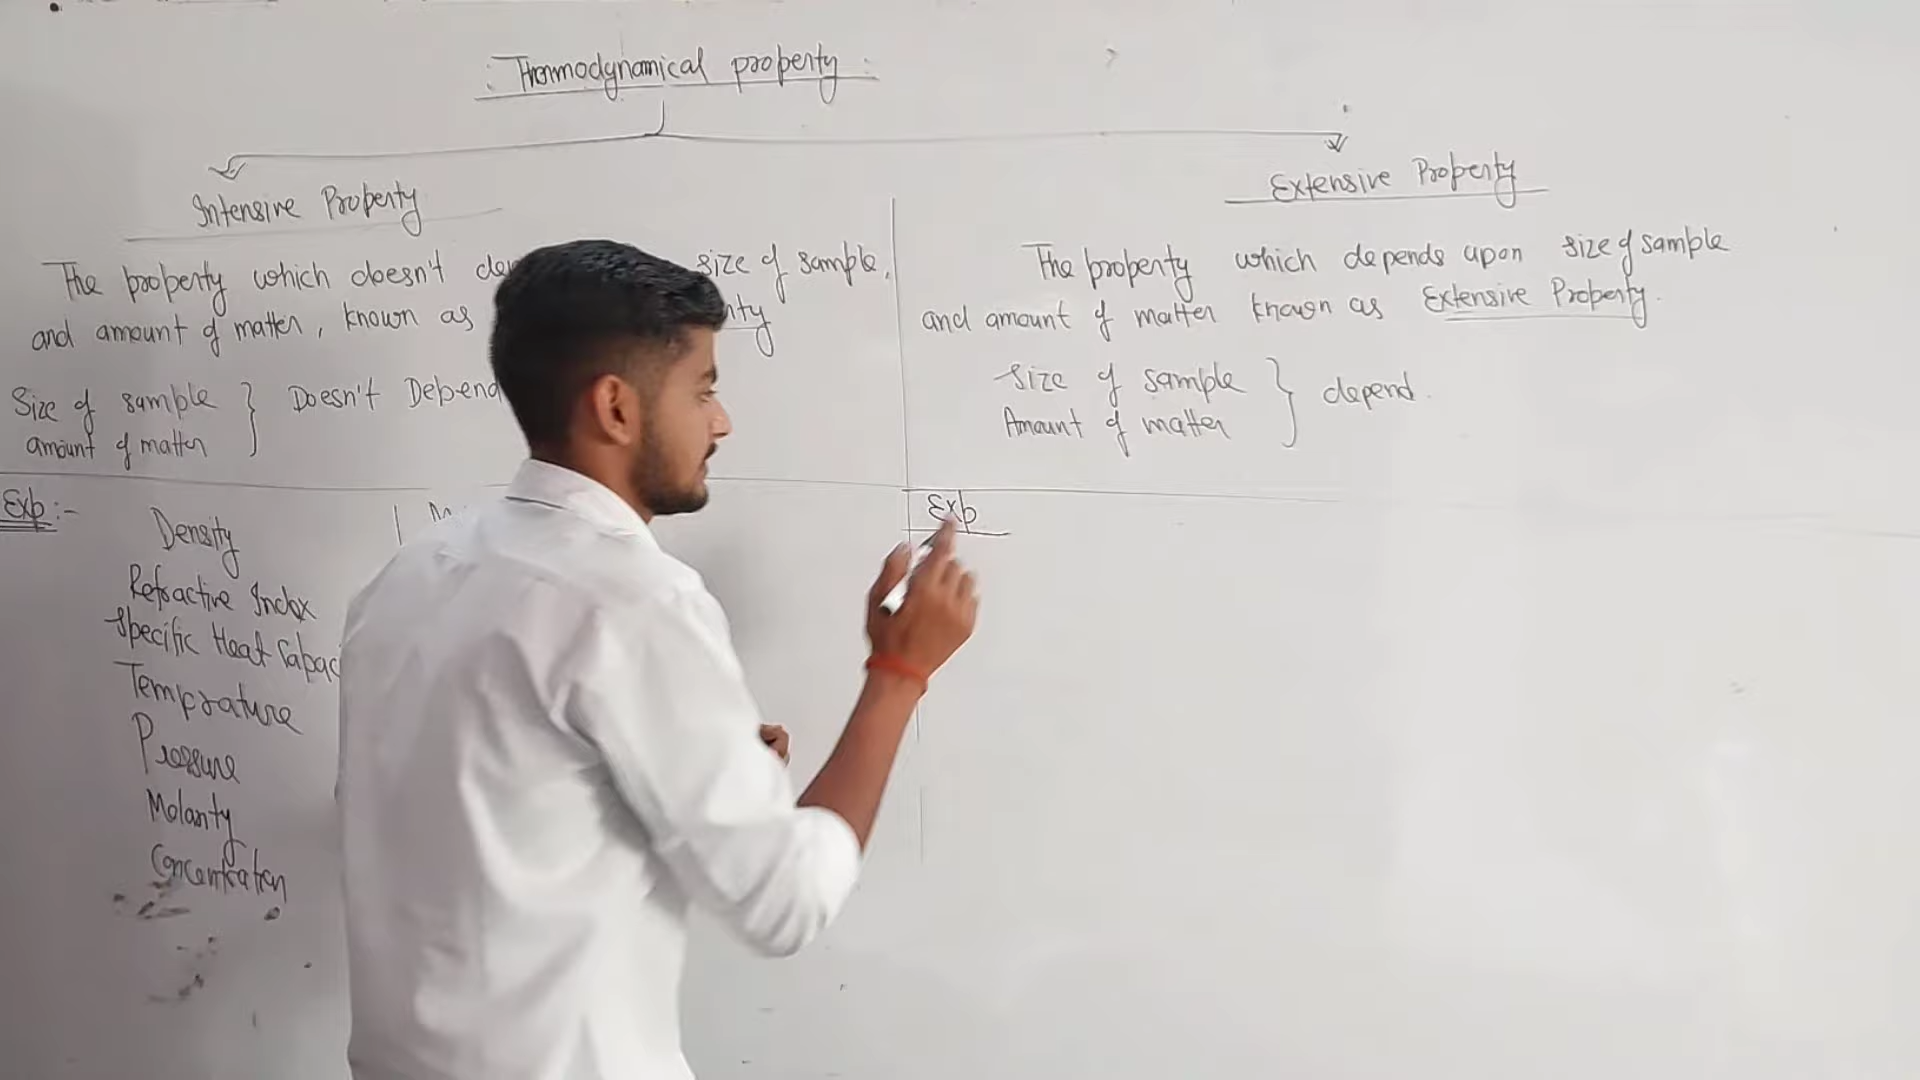 : Thermodynamical property :
Intensive Property
The property which doesn't size of sample,
and amount of matter, known as
Size of sample } Doesn't Depend
amount of matter
Exp:-
Density
Refractive Index
Specific Heat
Temprature
Pressure
Molarity
Concentration
Extensive Property
The property which depends upon size of sample
and amount of matter known as Extensive Property.
Size of sample } depend.
Amount of matter
Exp